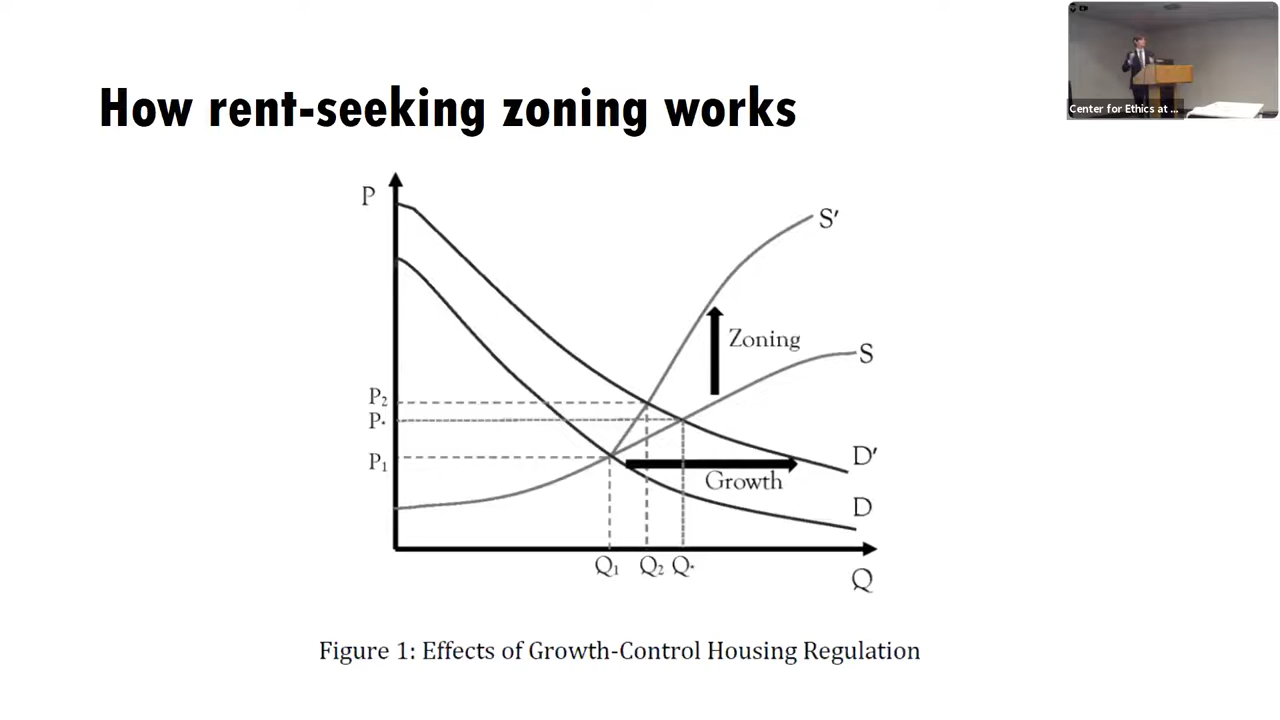 How rent-seeking zoning works
Center for Ethics at ...
P
S′
Zoning
S
P₂
P*
P₁
D′
Growth
D
Q₁ Q₂ Q*
Q
Figure 1: Effects of Growth-Control Housing Regulation